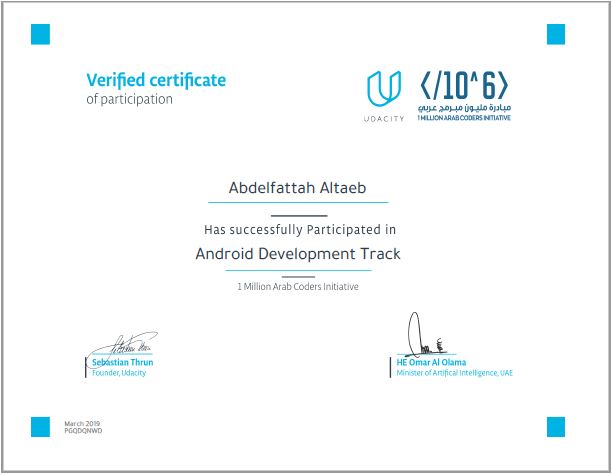 Verified certificate
of participation
UDACITY
</10^6>
مبادرة مليون مبرمج عربي
1 MILLION ARAB CODERS INITIATIVE
Abdelfattah Altaeb
Has successfully Participated in
Android Development Track
1 Million Arab Coders Initiative
Sebastian Thrun
Founder, Udacity
HE Omar Al Olama
Minister of Artifical Intelligence, UAE
March 2019
PGQDQNWD